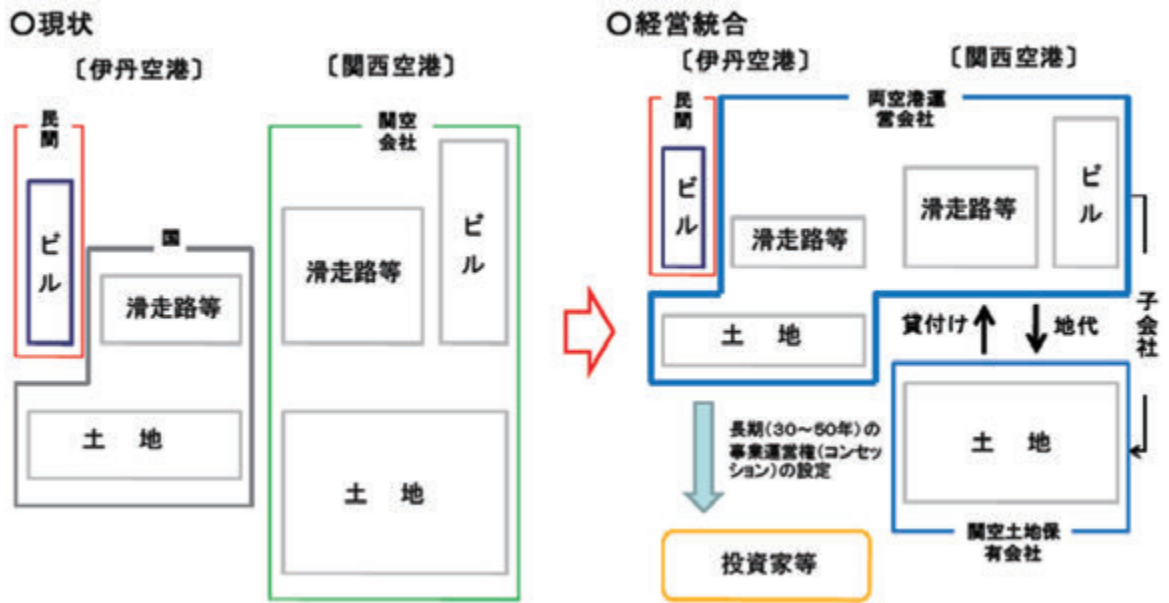 〇現状
〔伊丹空港〕
〔関西空港〕
民
間
ビ
ル
国
滑走路等
土　地
関空
会社
滑走路等
ビ
ル
土　地
〇経営統合
〔伊丹空港〕
〔関西空港〕
民
間
ビ
ル
両空港運
営会社
滑走路等
滑走路等
ビ
ル
土　地
貸付け
地代
子
会
社
長期(30～50年)の
事業運営権(コンセッ
ション)の設定
土　地
関空土地保
有会社
投資家等